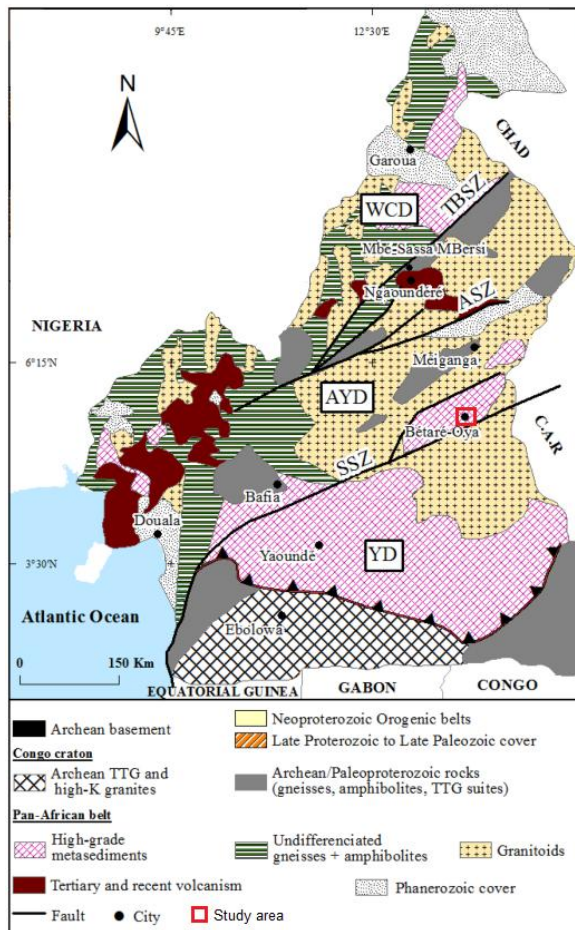 9°45'E
12°30'E
N
CHAD
Garoua
WCD
TBSZ
Mbe-Sassa MBersi
Ngaoundéré
ASZ
NIGERIA
6°15'N
Méiganga
AYD
Bétaré-Oya
C.A.R
SSZ
Bafia
Douala
Yaoundé
YD
3°30'N
Atlantic Ocean
Ebolowa
0 150 Km
EQUATORIAL GUINEA GABON CONGO
Archean basement
Neoproterozoic Orogenic belts
Congo craton
Late Proterozoic to Late Paleozoic cover
Archean TTG and
high-K granites
Archean/Paleoproterozoic rocks
(gneisses, amphibolites, TTG suites)
Pan-African belt
High-grade
metasediments
Undifferenciated
gneisses + amphibolites
Granitoids
Tertiary and recent volcanism
Phanerozoic cover
Fault
City
Study area